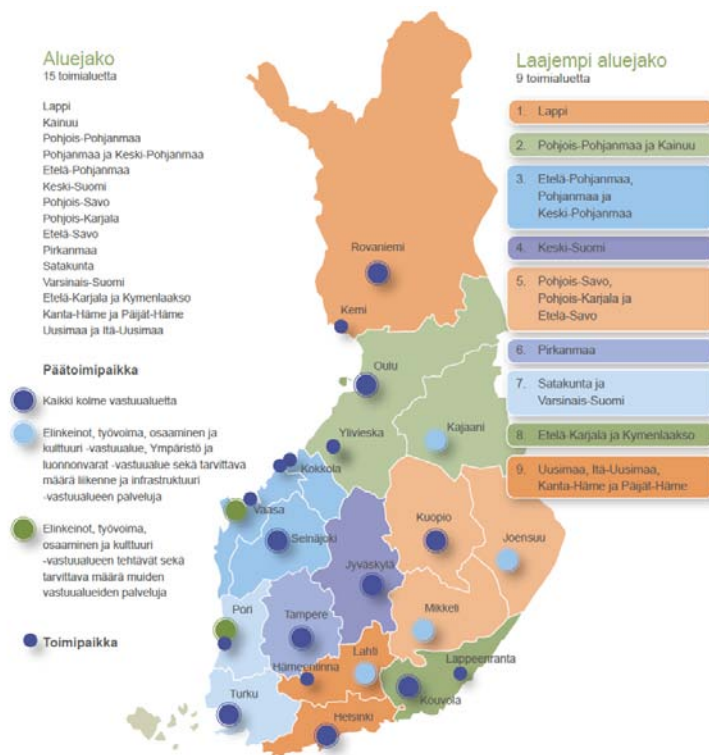 Aluejako
15 toimialuetta
Lappi
Kainuu
Pohjois-Pohjanmaa
Pohjanmaa ja Keski-Pohjanmaa
Etelä-Pohjanmaa
Keski-Suomi
Pohjois-Savo
Pohjois-Karjala
Etelä-Savo
Pirkanmaa
Satakunta
Varsinais-Suomi
Etelä-Karjala ja Kymenlaakso
Kanta-Häme ja Päijät-Häme
Uusimaa ja Itä-Uusimaa
Päätoimipaikka
Kaikki kolme vastuualuetta
Elinkeinot, työvoima, osaaminen ja
kulttuuri -vastuualue, Ympäristö ja
luonnonvarat -vastuualue sekä tarvittava
määrä liikenne ja infrastruktuuri
-vastuualueen palveluja
Elinkeinot, työvoima,
osaaminen ja kulttuuri
-vastuualueen tehtävät sekä
tarvittava määrä muiden
vastuualueiden palveluja
Toimipaikka
Rovaniemi
Kemi
Oulu
Ylivieska
Kajaani
Kokkola
Vaasa
Seinäjoki
Kuopio
Joensuu
Jyväskylä
Pori
Tampere
Mikkeli
Lahti
Lappeenranta
Hämeenlinna
Turku
Kouvola
Helsinki
Laajempi aluejako
9 toimialuetta
1. Lappi
2. Pohjois-Pohjanmaa ja Kainuu
3. Etelä-Pohjanmaa,
Pohjanmaa ja
Keski-Pohjanmaa
4. Keski-Suomi
5. Pohjois-Savo,
Pohjois-Karjala ja
Etelä-Savo
6. Pirkanmaa
7. Satakunta ja
Varsinais-Suomi
8. Etelä-Karjala ja Kymenlaakso
9. Uusimaa, Itä-Uusimaa,
Kanta-Häme ja Päijät-Häme